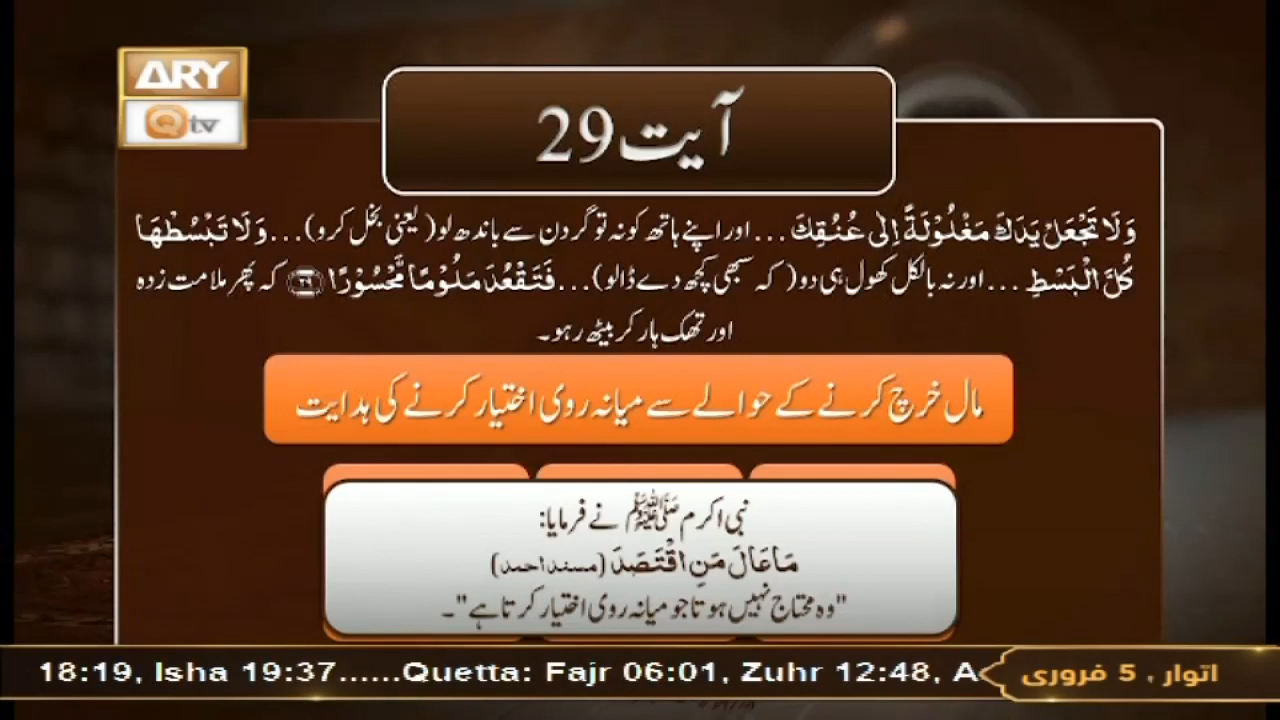 ARY
Qtv
آیت 29
وَلَا تَجْعَلْ يَدَكَ مَغْلُوْلَةً اِلٰى عُنُقِكَ... اور اپنے ہاتھ کو نہ تو گردن سے باندھ لو (یعنی بخل کرو)... وَلَا تَبْسُطْهَا
كُلَّ الْبَسْطِ... اور نہ بالکل کھول ہی دو (کہ سبھی کچھ دے ڈالو)... فَتَقْعُدَ مَلُوْمًا مَّحْسُوْرًا ﴿۲۹﴾ کہ پھر ملامت زدہ
اور تھک ہار کر بیٹھ رہو۔
مال خرچ کرنے کے حوالے سے میانہ روی اختیار کرنے کی ہدایت
نبی اکرم ﷺ نے فرمایا:
مَا عَالَ مَنِ اقْتَصَدَ (مسند احمد)
"وہ محتاج نہیں ہوتا جو میانہ روی اختیار کرتا ہے"۔
18:19, Isha 19:37......Quetta: Fajr 06:01, Zuhr 12:48, A
اتوار , 5 فروری